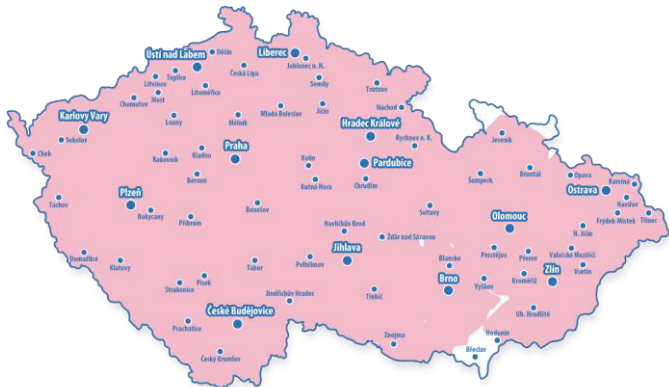 Děčín
Liberec
Ústí nad Labem
Jablonec n. N.
Teplice
Česká Lípa
Litvínov
Semily
Trutnov
Most
Litoměřice
Chomutov
Jičín
Náchod
Karlovy Vary
Louny
Mělník
Mladá Boleslav
Hradec Králové
Sokolov
Rychnov n. K.
Jeseník
Cheb
Rakovník
Kladno
Praha
Kolín
Pardubice
Beroun
Kutná Hora
Chrudim
Šumperk
Bruntál
Opava
Karviná
Ostrava
Havířov
Tachov
Plzeň
Rokycany
Příbram
Benešov
Svitavy
Frýdek-Místek
Třinec
Havlíčkův Brod
Olomouc
N. Jičín
Žďár nad Sázavou
Domažlice
Klatovy
Tábor
Pelhřimov
Jihlava
Blansko
Prostějov
Přerov
Valašské Meziříčí
Vsetín
Strakonice
Písek
Jindřichův Hradec
Třebíč
Brno
Vyškov
Kroměříž
Zlín
Prachatice
České Budějovice
Uh. Hradiště
Český Krumlov
Znojmo
Hodonín
Břeclav